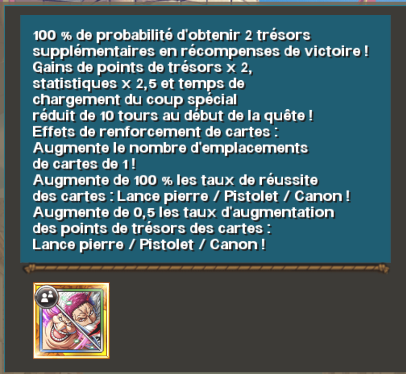 100 % de probabilité d'obtenir 2 trésors
supplémentaires en récompenses de victoire !
Gains de points de trésors x 2,
statistiques x 2,5 et temps de
chargement du coup spécial
réduit de 10 tours au début de la quête !
Effets de renforcement de cartes :
Augmente le nombre d'emplacements
de cartes de 1 !
Augmente de 100 % les taux de réussite
des cartes : Lance pierre / Pistolet / Canon !
Augmente de 0,5 les taux d'augmentation
des points de trésors des cartes :
Lance pierre / Pistolet / Canon !